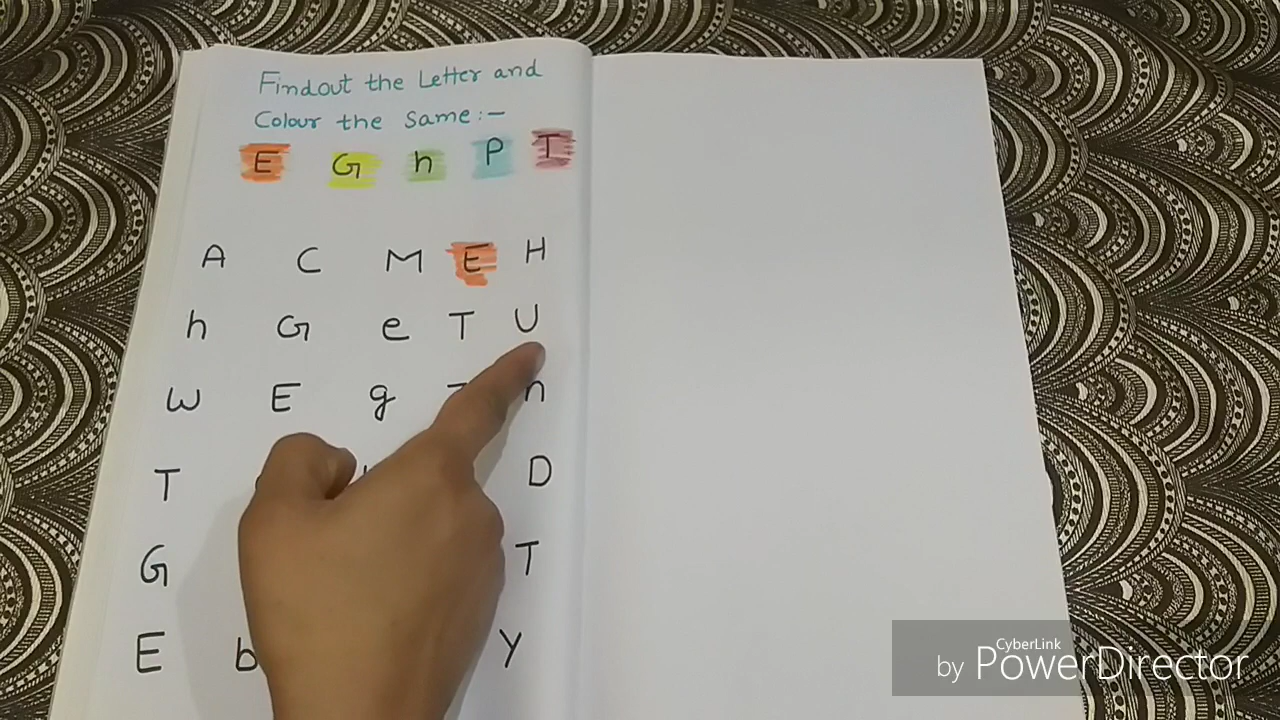 Findout the Letter and
Colour the Same:-
E G h P T
A C M E H
h G e T U
W E g n
T D
G T
E b Y
CyberLink
by PowerDirector